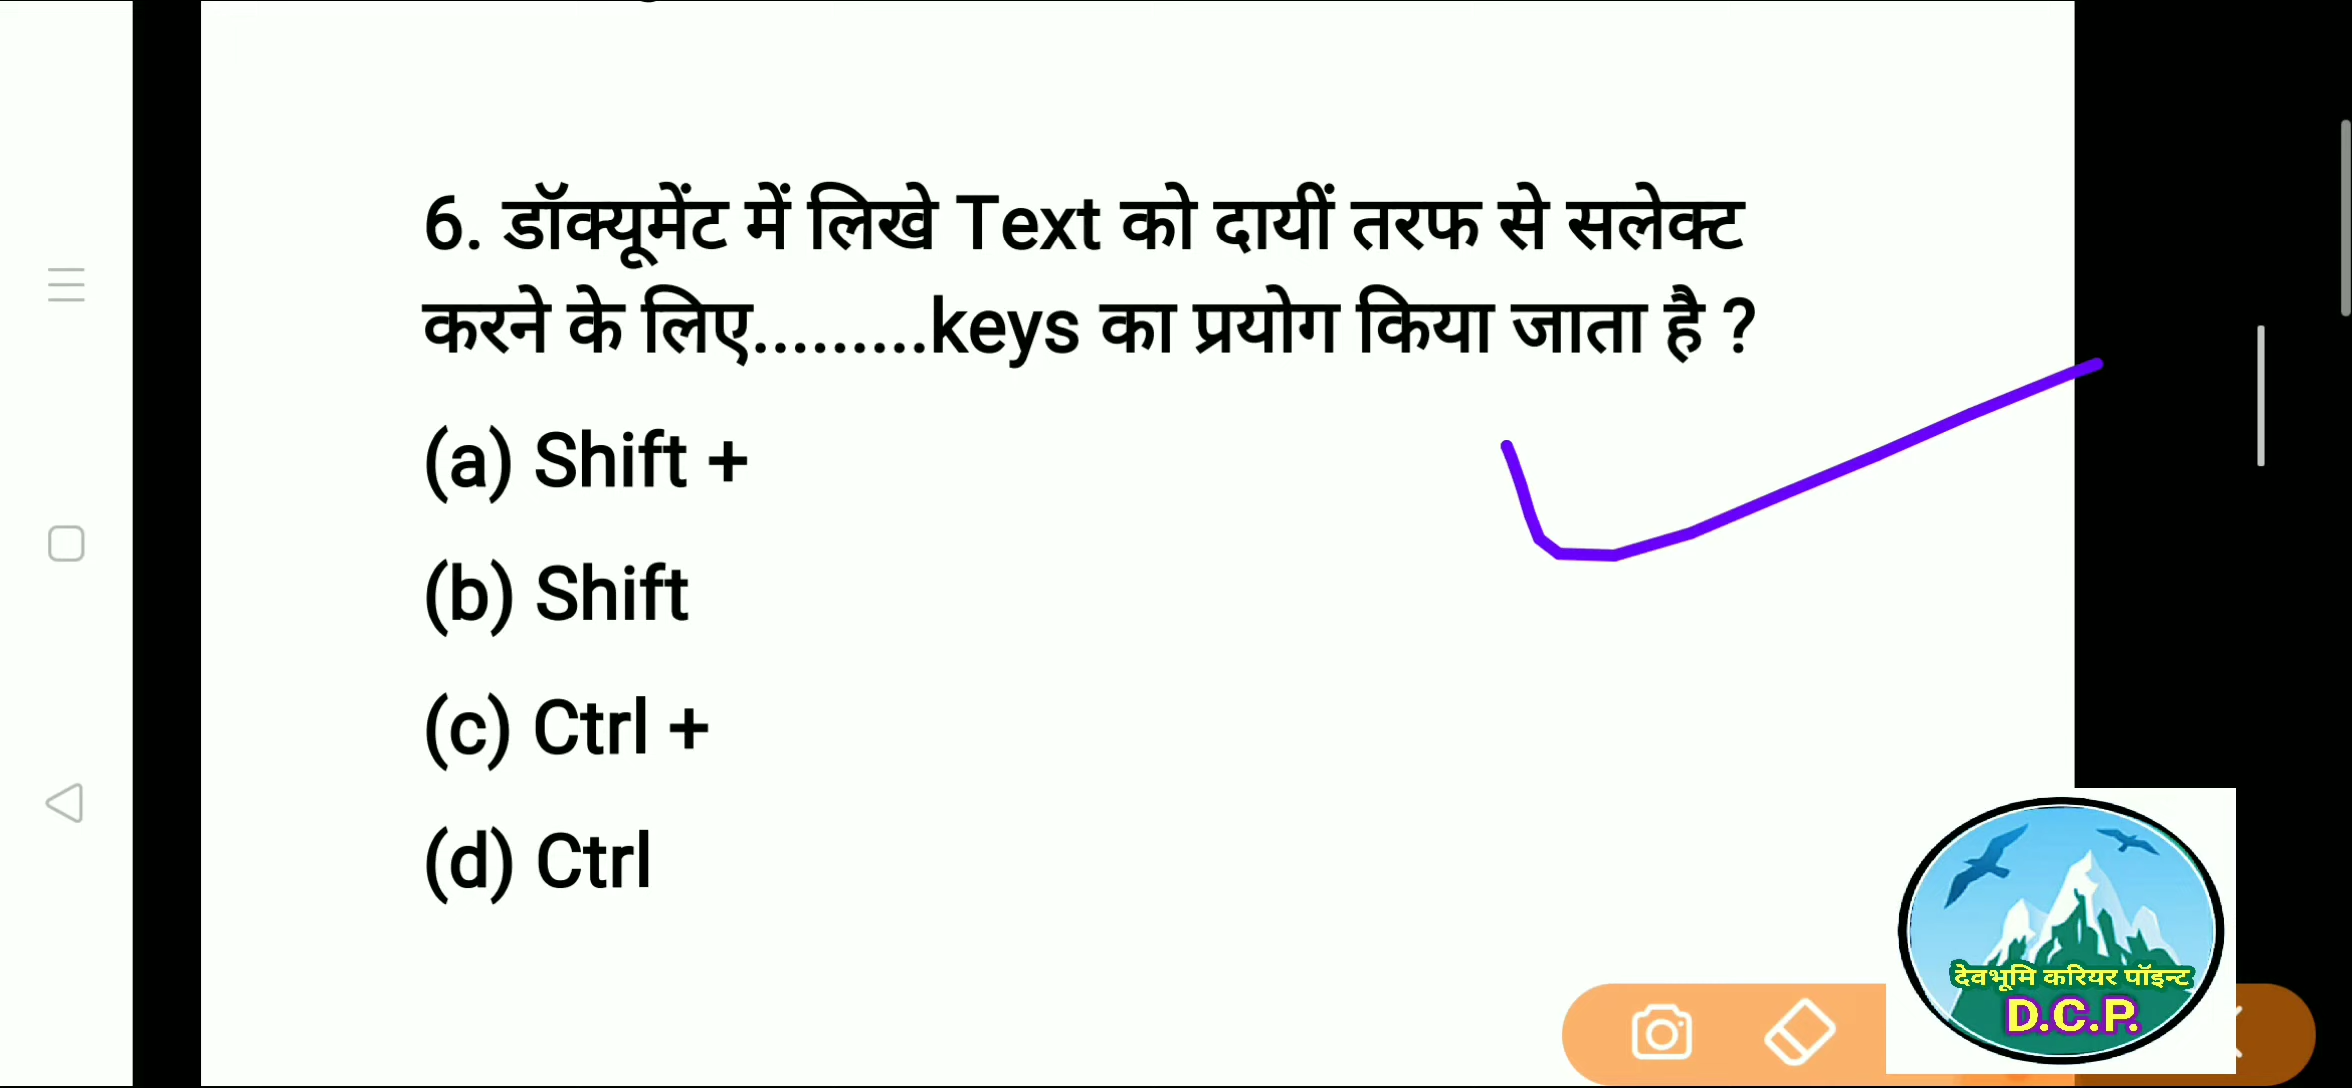 6. डॉक्यूमेंट में लिखे Text को दायीं तरफ से सलेक्ट
करने के लिए.........keys का प्रयोग किया जाता है ?
(a) Shift +
(b) Shift
(c) Ctrl +
(d) Ctrl
देवभूमि करियर पॉइन्ट
D.C.P.